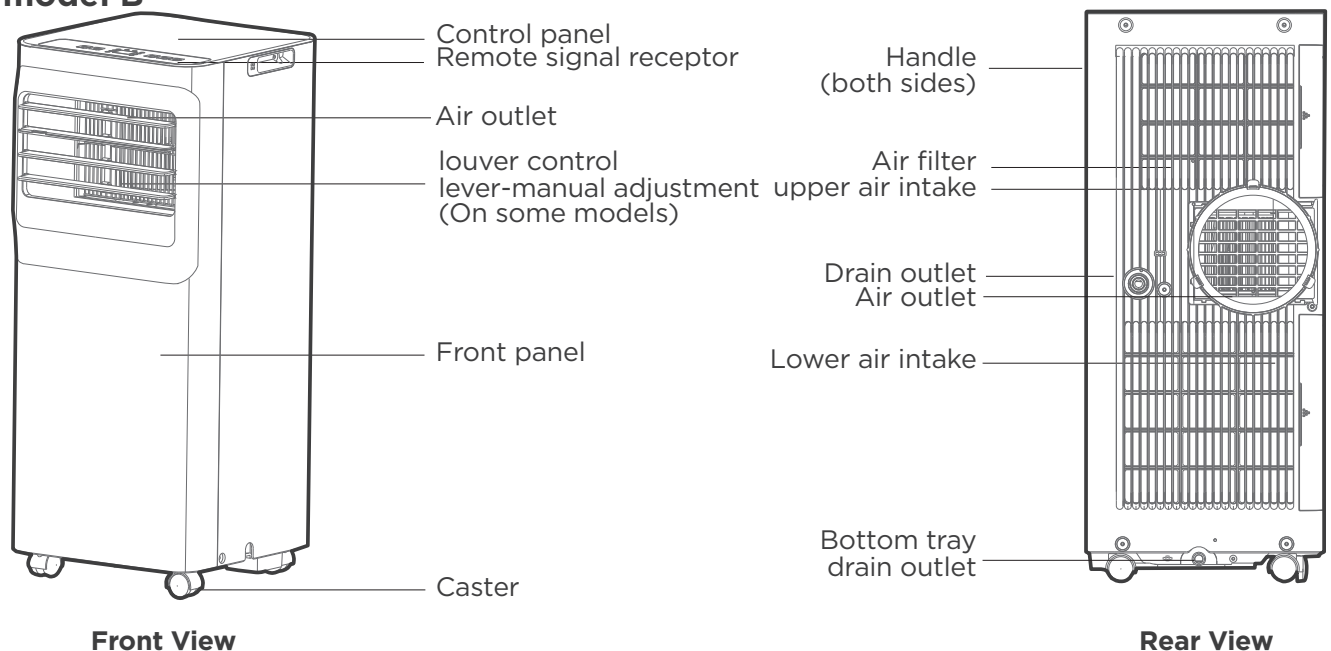 model B
Control panel
Remote signal receptor
Air outlet
louver control
lever-manual adjustment
(On some models)
Front panel
Caster
Front View
Handle
(both sides)
Air filter
upper air intake
Drain outlet
Air outlet
Lower air intake
Bottom tray
drain outlet
Rear View